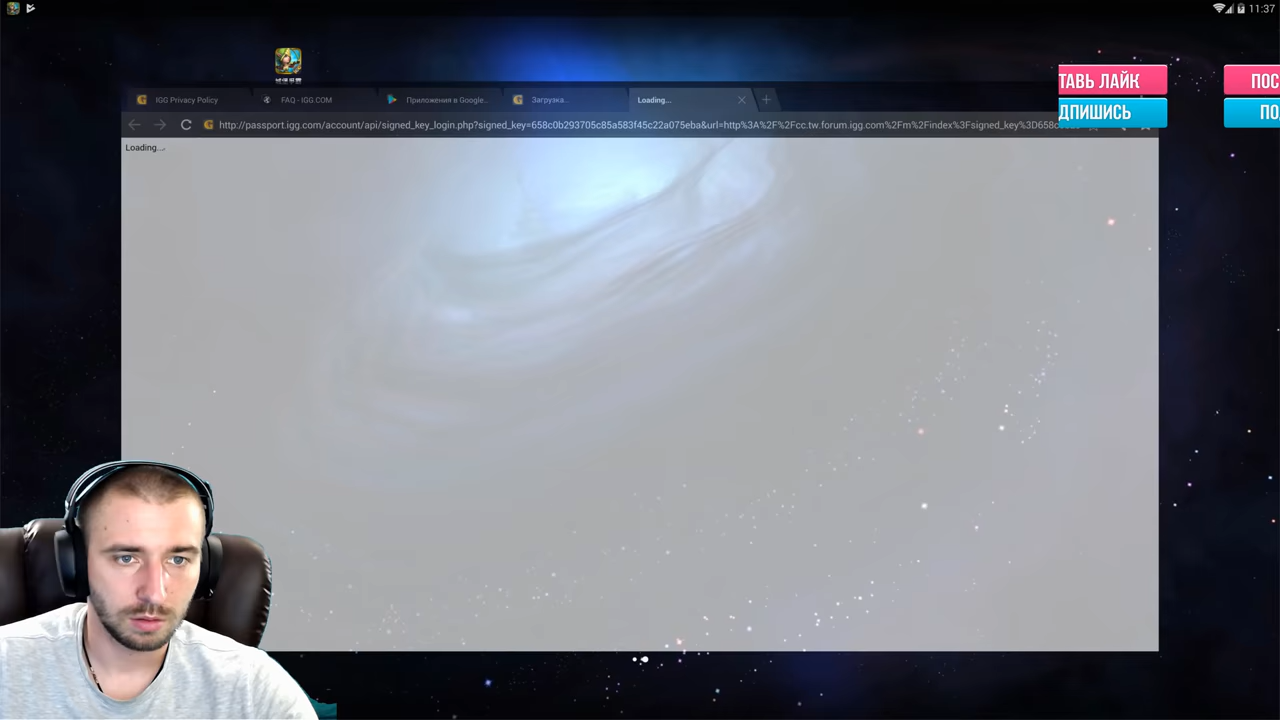 11:37
ТАВЬ ЛАЙК
ПОС
ДПИШИСЬ
ПО
IGG Privacy Policy
FAQ - IGG.COM
Приложения в Google...
Загрузка...
Loading...
http://passport.igg.com/account/api/signed_key_login.php?signed_key=658c0b293705c85a583f45c22a075eba&url=http%3A%2F%2Fcc.tw.forum.igg.com%2Fm%2Findex%3Fsigned_key%3D658c
Loading...